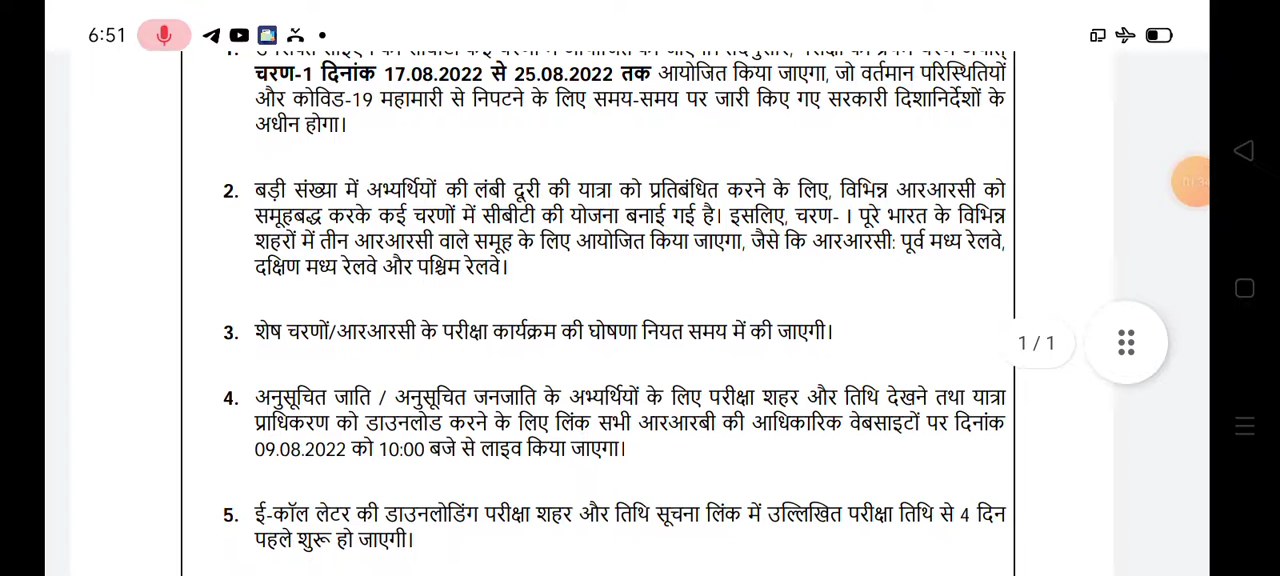 6:51
चरण-1 दिनांक 17.08.2022 से 25.08.2022 तक आयोजित किया जाएगा, जो वर्तमान परिस्थितियों
और कोविड-19 महामारी से निपटने के लिए समय-समय पर जारी किए गए सरकारी दिशानिर्देशों के
अधीन होगा।
2. बड़ी संख्या में अभ्यर्थियों की लंबी दूरी की यात्रा को प्रतिबंधित करने के लिए, विभिन्न आरआरसी को
समूहबद्ध करके कई चरणों में सीबीटी की योजना बनाई गई है। इसलिए, चरण- I पूरे भारत के विभिन्न
शहरों में तीन आरआरसी वाले समूह के लिए आयोजित किया जाएगा, जैसे कि आरआरसी: पूर्व मध्य रेलवे,
दक्षिण मध्य रेलवे और पश्चिम रेलवे।
3. शेष चरणों/आरआरसी के परीक्षा कार्यक्रम की घोषणा नियत समय में की जाएगी।
1 / 1
4. अनुसूचित जाति / अनुसूचित जनजाति के अभ्यर्थियों के लिए परीक्षा शहर और तिथि देखने तथा यात्रा
प्राधिकरण को डाउनलोड करने के लिए लिंक सभी आरआरबी की आधिकारिक वेबसाइटों पर दिनांक
09.08.2022 को 10:00 बजे से लाइव किया जाएगा।
5. ई-कॉल लेटर की डाउनलोडिंग परीक्षा शहर और तिथि सूचना लिंक में उल्लिखित परीक्षा तिथि से 4 दिन
पहले शुरू हो जाएगी।